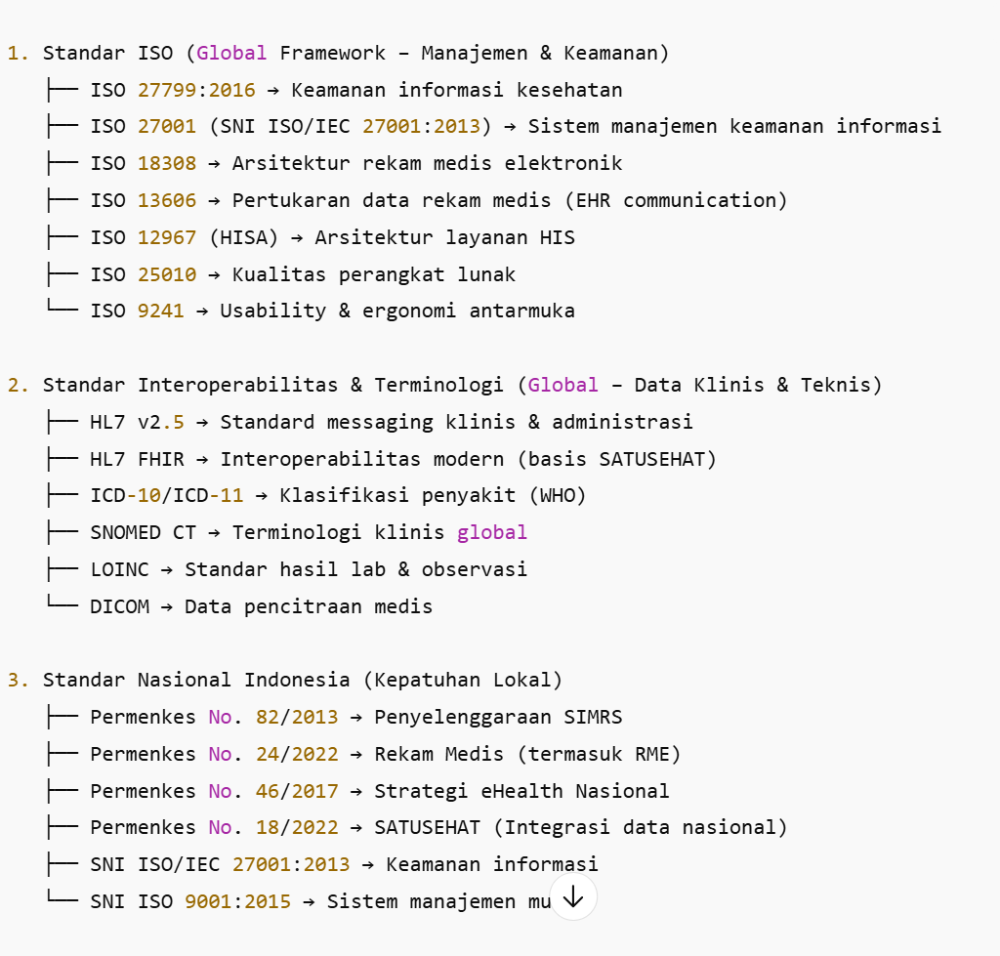 1. Standar ISO (Global Framework – Manajemen & Keamanan)
├── ISO 27799:2016 → Keamanan informasi kesehatan
├── ISO 27001 (SNI ISO/IEC 27001:2013) → Sistem manajemen keamanan informasi
├── ISO 18308 → Arsitektur rekam medis elektronik
├── ISO 13606 → Pertukaran data rekam medis (EHR communication)
├── ISO 12967 (HISA) → Arsitektur layanan HIS
├── ISO 25010 → Kualitas perangkat lunak
└── ISO 9241 → Usability & ergonomi antarmuka
2. Standar Interoperabilitas & Terminologi (Global – Data Klinis & Teknis)
├── HL7 v2.5 → Standard messaging klinis & administrasi
├── HL7 FHIR → Interoperabilitas modern (basis SATUSEHAT)
├── ICD-10/ICD-11 → Klasifikasi penyakit (WHO)
├── SNOMED CT → Terminologi klinis global
├── LOINC → Standar hasil lab & observasi
└── DICOM → Data pencitraan medis
3. Standar Nasional Indonesia (Kepatuhan Lokal)
├── Permenkes No. 82/2013 → Penyelenggaraan SIMRS
├── Permenkes No. 24/2022 → Rekam Medis (termasuk RME)
├── Permenkes No. 46/2017 → Strategi eHealth Nasional
├── Permenkes No. 18/2022 → SATUSEHAT (Integrasi data nasional)
├── SNI ISO/IEC 27001:2013 → Keamanan informasi
└── SNI ISO 9001:2015 → Sistem manajemen